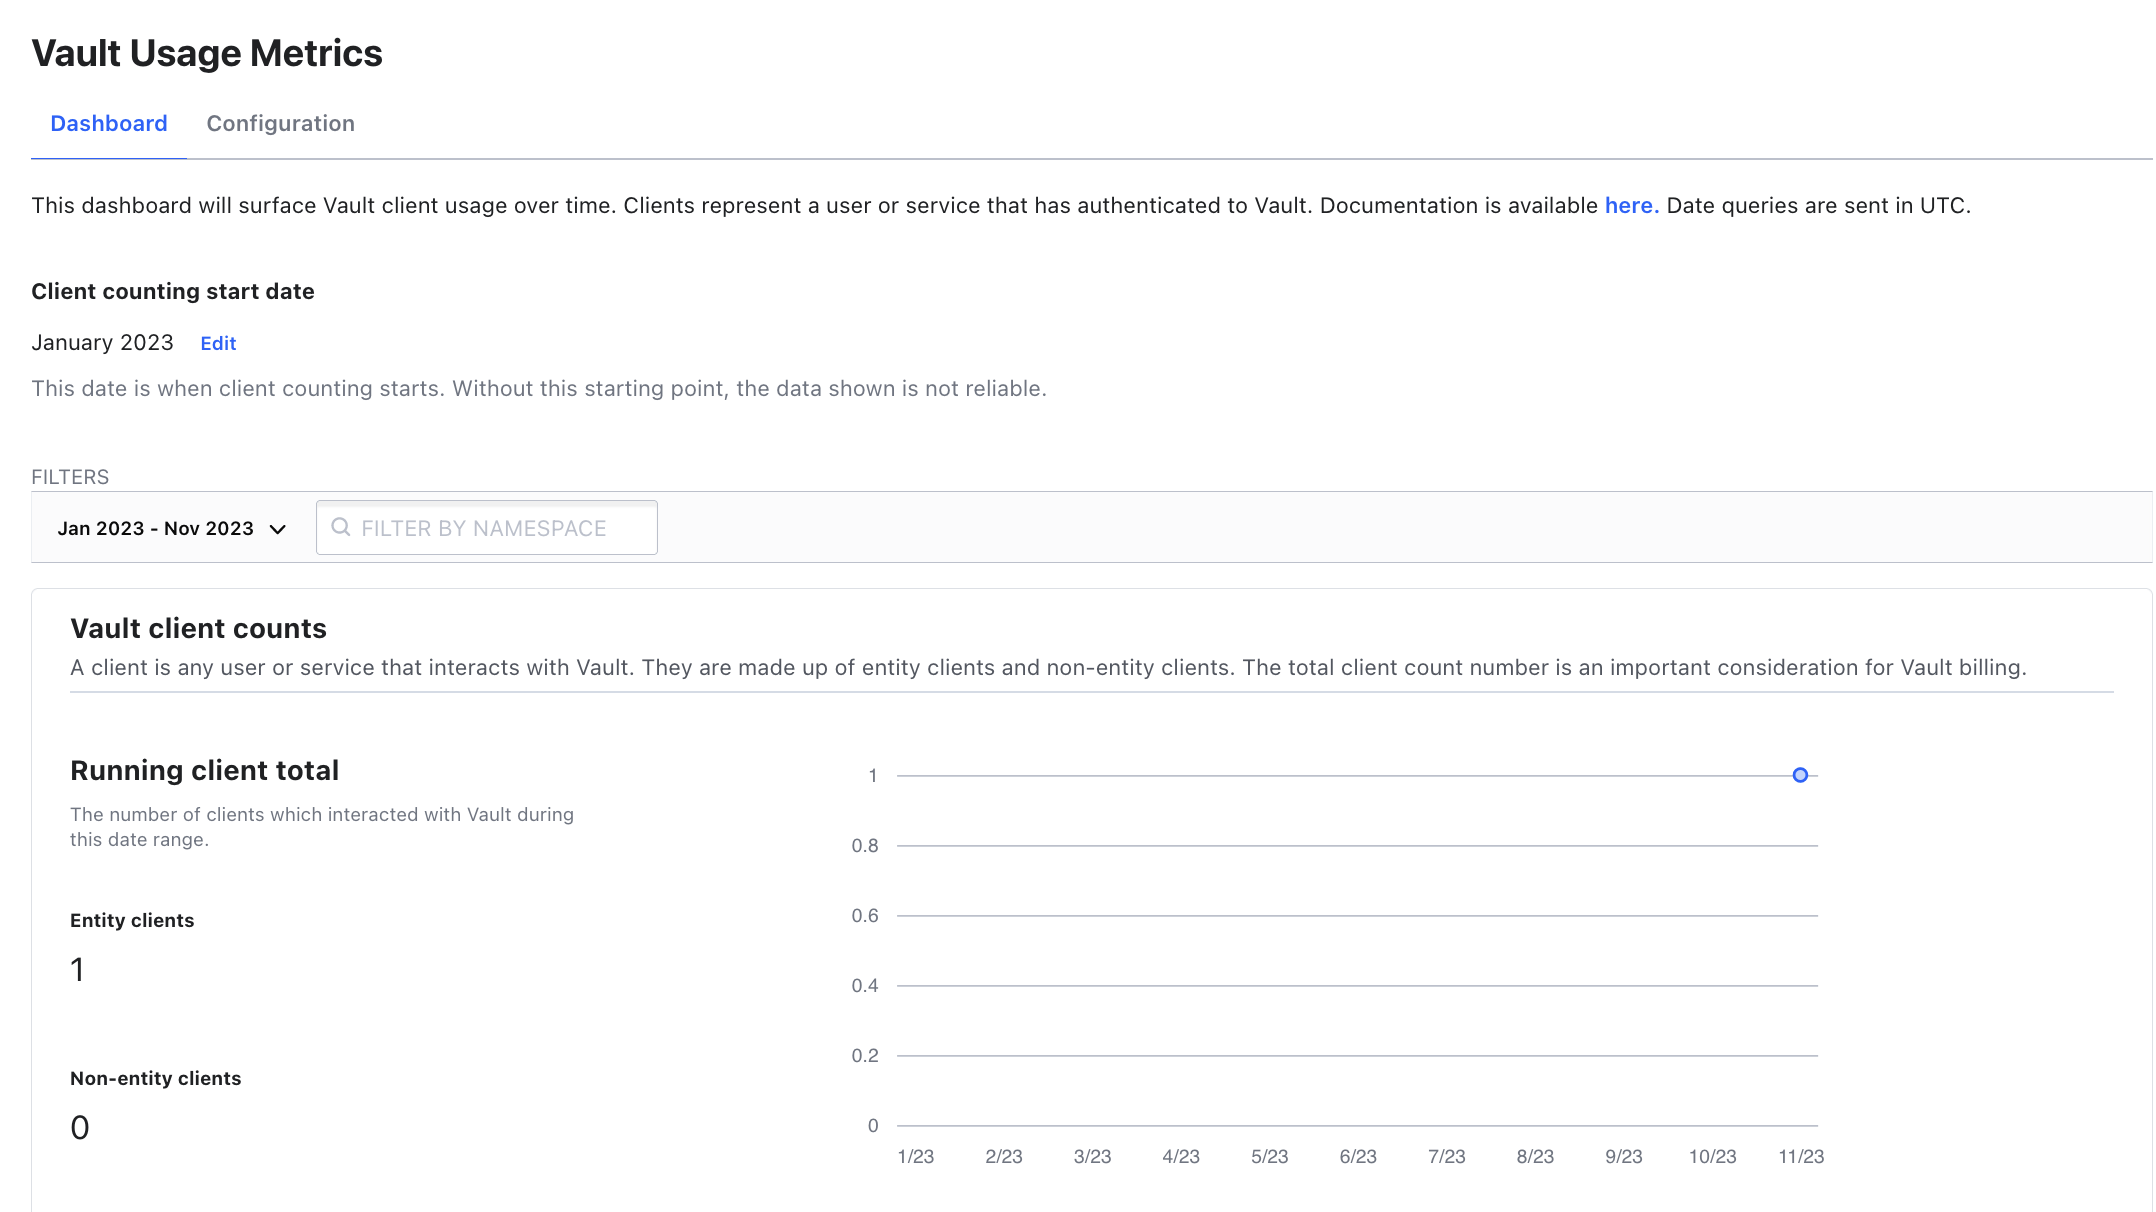 Vault Usage Metrics
Dashboard Configuration
This dashboard will surface Vault client usage over time. Clients represent a user or service that has authenticated to Vault. Documentation is available here. Date queries are sent in UTC.
Client counting start date
January 2023 Edit
This date is when client counting starts. Without this starting point, the data shown is not reliable.
FILTERS
Jan 2023 - Nov 2023 FILTER BY NAMESPACE
Vault client counts
A client is any user or service that interacts with Vault. They are made up of entity clients and non-entity clients. The total client count number is an important consideration for Vault billing.
Running client total
The number of clients which interacted with Vault during
this date range.
Entity clients
1
Non-entity clients
0
1
0.8
0.6
0.4
0.2
0
1/23 2/23 3/23 4/23 5/23 6/23 7/23 8/23 9/23 10/23 11/23